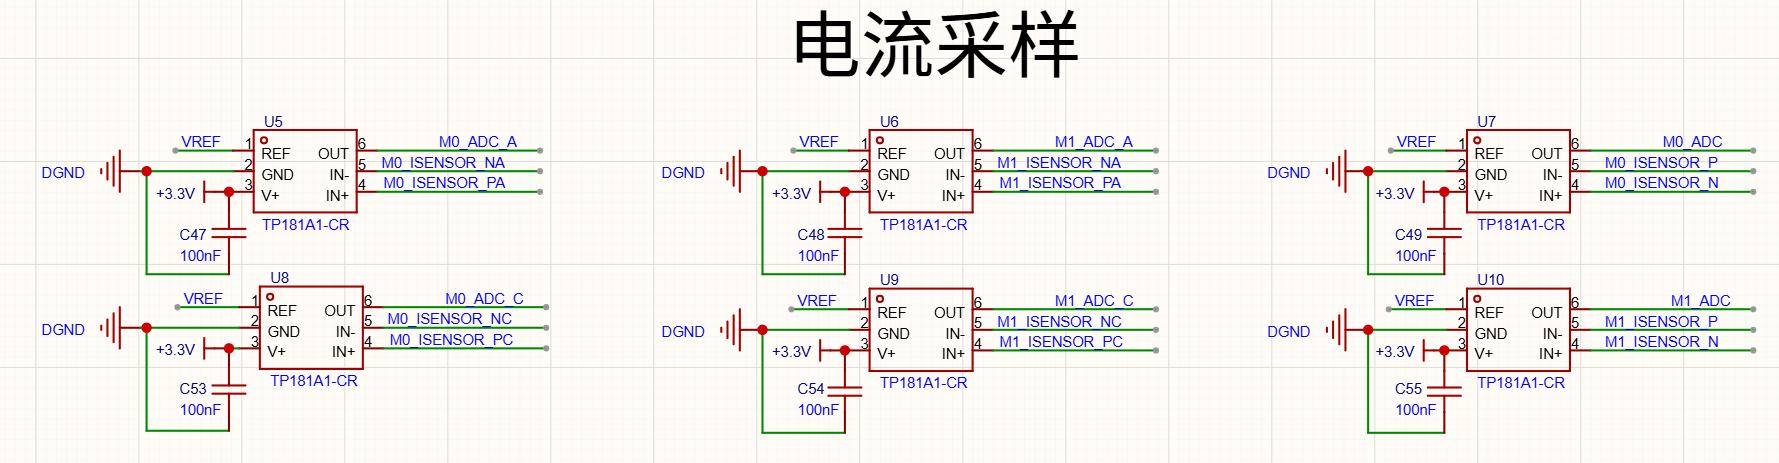 电流采样
U5
VREF 1 REF OUT 6 M0_ADC_A
DGND 2 GND IN- 5 M0_ISENSOR_NA
+3.3V 3 V+ IN+ 4 M0_ISENSOR_PA
TP181A1-CR
C47
100nF
U6
VREF 1 REF OUT 6 M1_ADC_A
DGND 2 GND IN- 5 M1_ISENSOR_NA
+3.3V 3 V+ IN+ 4 M1_ISENSOR_PA
TP181A1-CR
C48
100nF
U7
VREF 1 REF OUT 6 M0_ADC
DGND 2 GND IN- 5 M0_ISENSOR_P
+3.3V 3 V+ IN+ 4 M0_ISENSOR_N
TP181A1-CR
C49
100nF
U8
VREF 1 REF OUT 6 M0_ADC_C
DGND 2 GND IN- 5 M0_ISENSOR_NC
+3.3V 3 V+ IN+ 4 M0_ISENSOR_PC
TP181A1-CR
C53
100nF
U9
VREF 1 REF OUT 6 M1_ADC_C
DGND 2 GND IN- 5 M1_ISENSOR_NC
+3.3V 3 V+ IN+ 4 M1_ISENSOR_PC
TP181A1-CR
C54
100nF
U10
VREF 1 REF OUT 6 M1_ADC
DGND 2 GND IN- 5 M1_ISENSOR_P
+3.3V 3 V+ IN+ 4 M1_ISENSOR_N
TP181A1-CR
C55
100nF